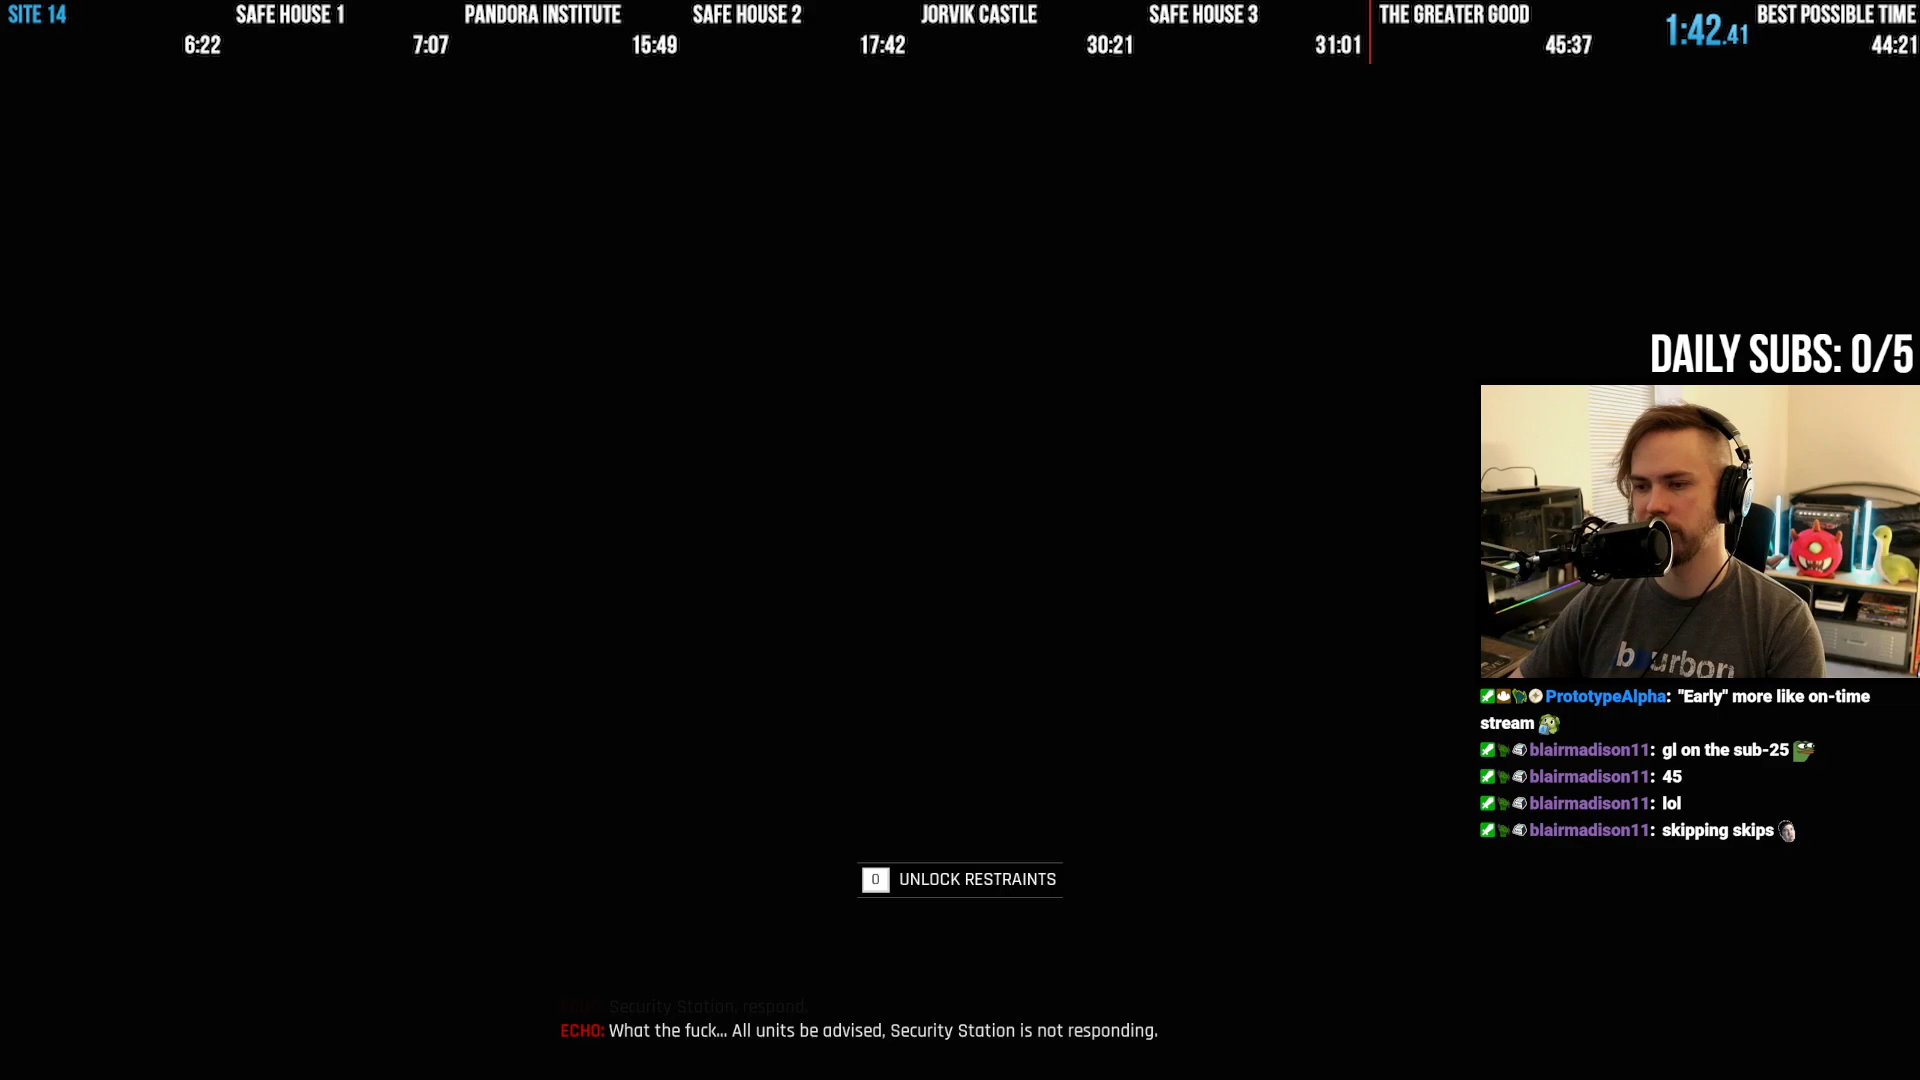 SITE 14 SAFE HOUSE 1 PANDORA INSTITUTE SAFE HOUSE 2 JORVIK CASTLE SAFE HOUSE 3 THE GREATER GOOD 1:42.41 BEST POSSIBLE TIME
6:22 7:07 15:49 17:42 30:21 31:01 45:37 44:21
DAILY SUBS: 0/5
PrototypeAlpha: "Early" more like on-time
stream
blairmadison11: gl on the sub-25
blairmadison11: 45
blairmadison11: lol
blairmadison11: skipping skips
0 UNLOCK RESTRAINTS
Security Station, respond.
ECHO: What the fuck... All units be advised, Security Station is not responding.